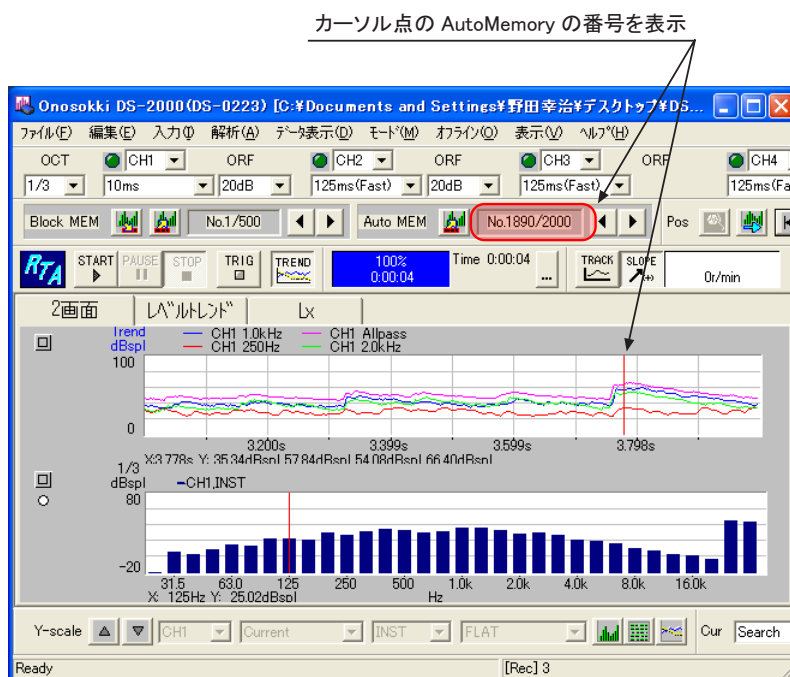 カーソル点の AutoMemory の番号を表示
Onosokki DS-2000(DS-0223) [C:¥Documents and Settings¥野田幸治¥デスクトップ¥DS...
ファイル(F) 編集(E) 入力(I) 解析(A) データ表示(D) モード(M) オフライン(O) 表示(V) ヘルプ(H)
OCT CH1 ORF CH2 ORF CH3 ORF CH4
1/3 10ms 20dB 125ms(Fast) 20dB 125ms(Fast) 125ms(Fa
Block MEM No.1/500 Auto MEM No.1890/2000 Pos
RTA START PAUSE STOP TRIG TREND 100% 0:00:04 Time 0:00:04 ... TRACK SLOPE (+) 0r/min
2画面 レベルトレンド Lx
Trend CH1 1.0kHz CH1 Allpass
dBspl CH1 250Hz CH1 2.0kHz
100
0
3.200s 3.399s 3.599s 3.798s
X:3.778s Y: 35.34dBspl 57.84dBspl 54.08dBspl 66.40dBspl
1/3
dBspl CH1,INST
80
-20
31.5 63.0 125 250 500 1.0k 2.0k 4.0k 8.0k 16.0k
X: 125Hz Y: 25.02dBspl Hz
Y-scale CH1 Current INST FLAT Cur Search
Ready [Rec] 3